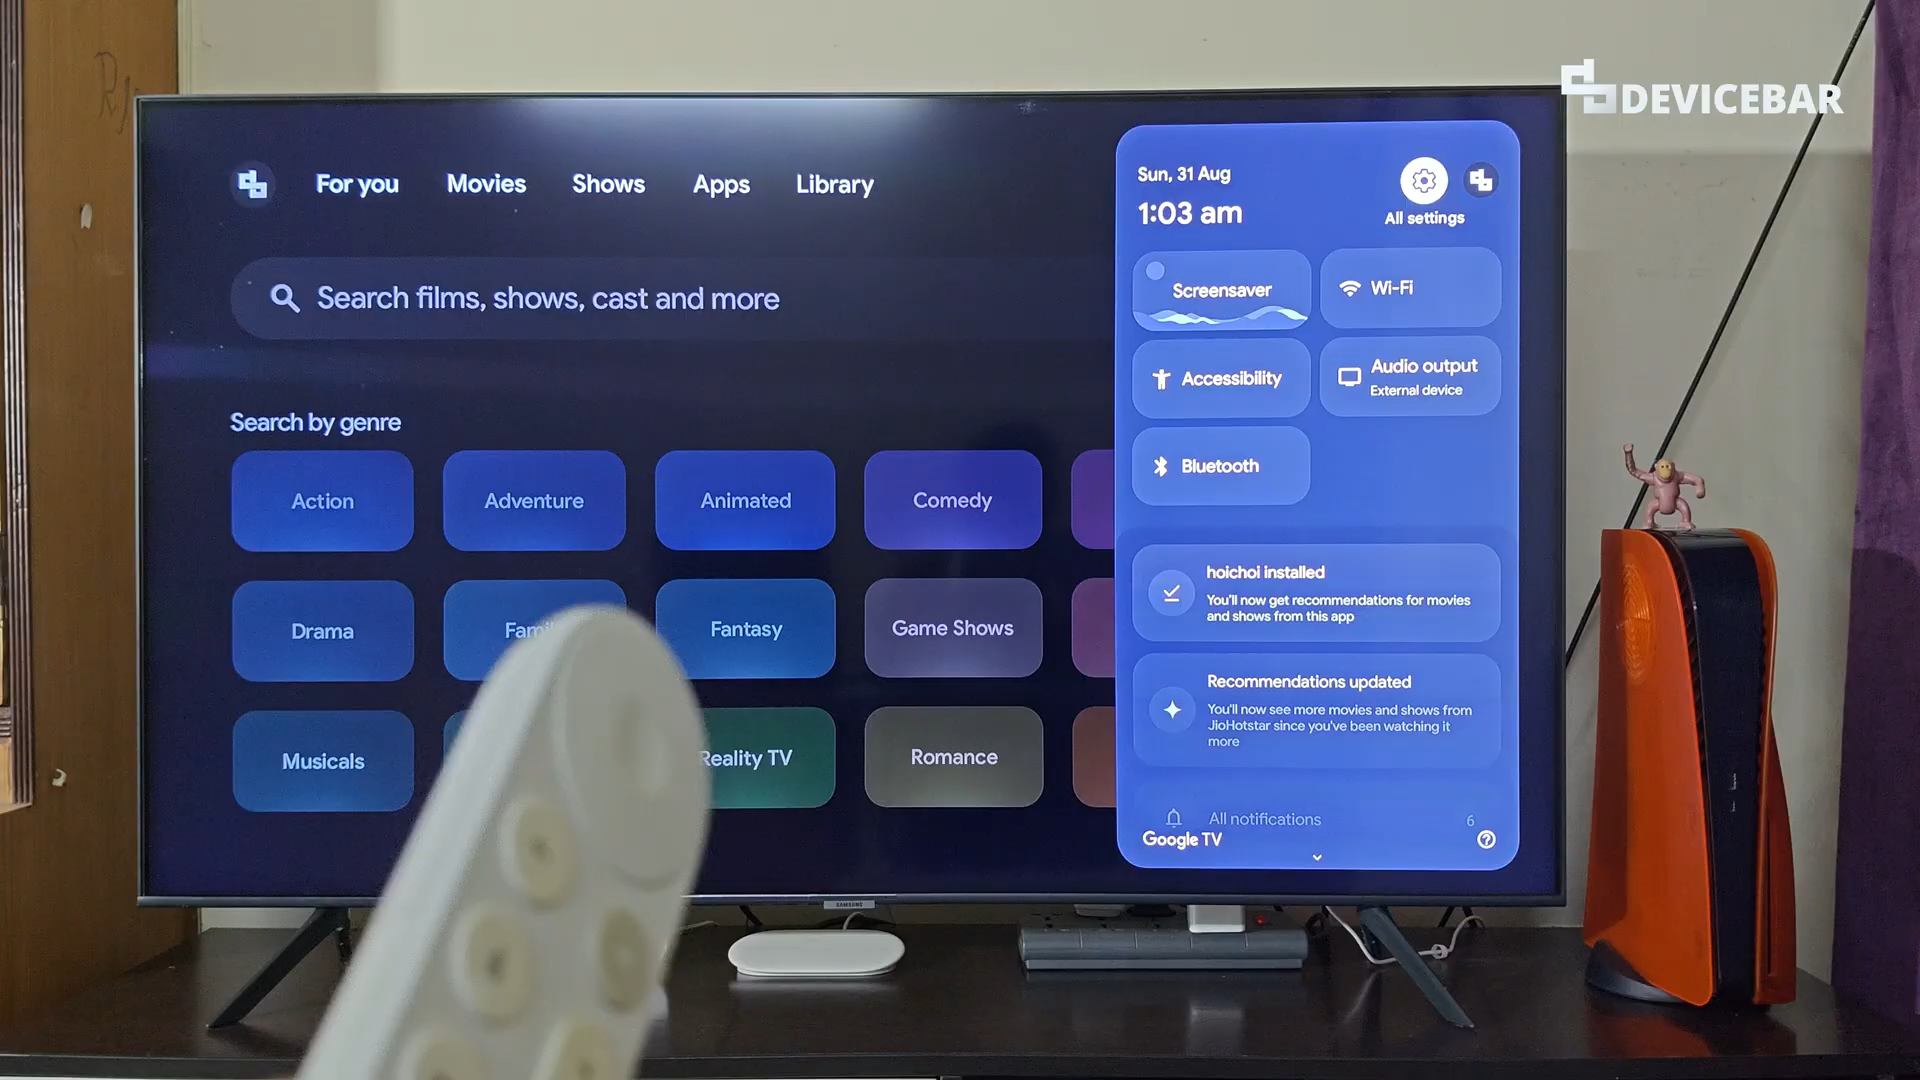 DEVICEBAR
For you
Movies
Shows
Apps
Library
Search films, shows, cast and more
Search by genre
Action
Adventure
Animated
Comedy
Drama
Fantasy
Game Shows
Musicals
Reality TV
Romance
Sun, 31 Aug
1:03 am
All settings
Screensaver
Wi-Fi
Accessibility
Audio output
External device
Bluetooth
hoichoi installed
You'll now get recommendations for movies
and shows from this app
Recommendations updated
You'll now see more movies and shows from
JioHotstar since you've been watching it
more
All notifications
6
Google TV
SAMSUNG